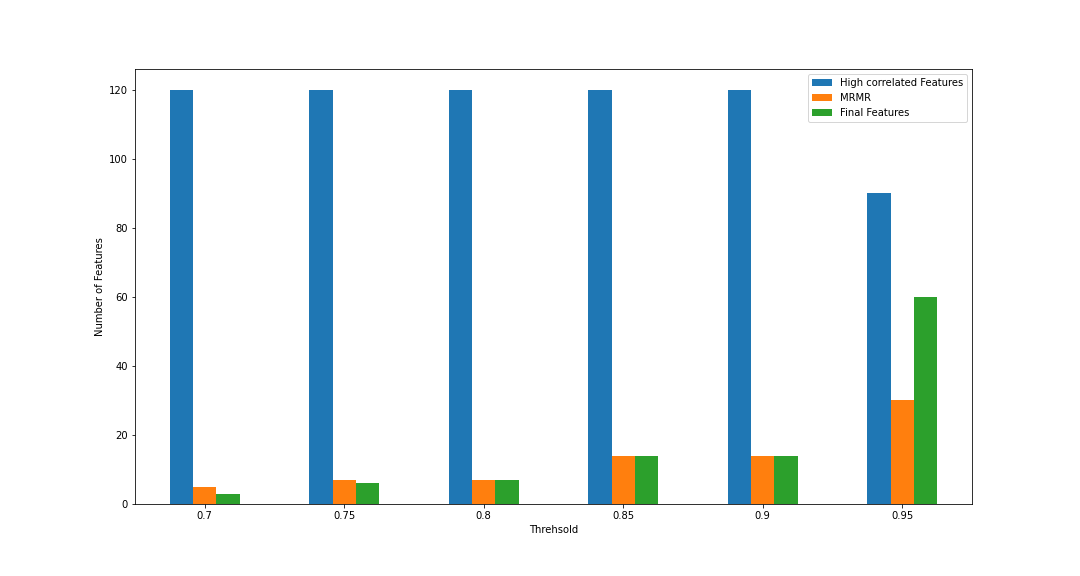 High correlated Features
MRMR
Final Features
120
100
80
60
40
20
0
Number of Features
0.7 0.75 0.8 0.85 0.9 0.95
Threhsold